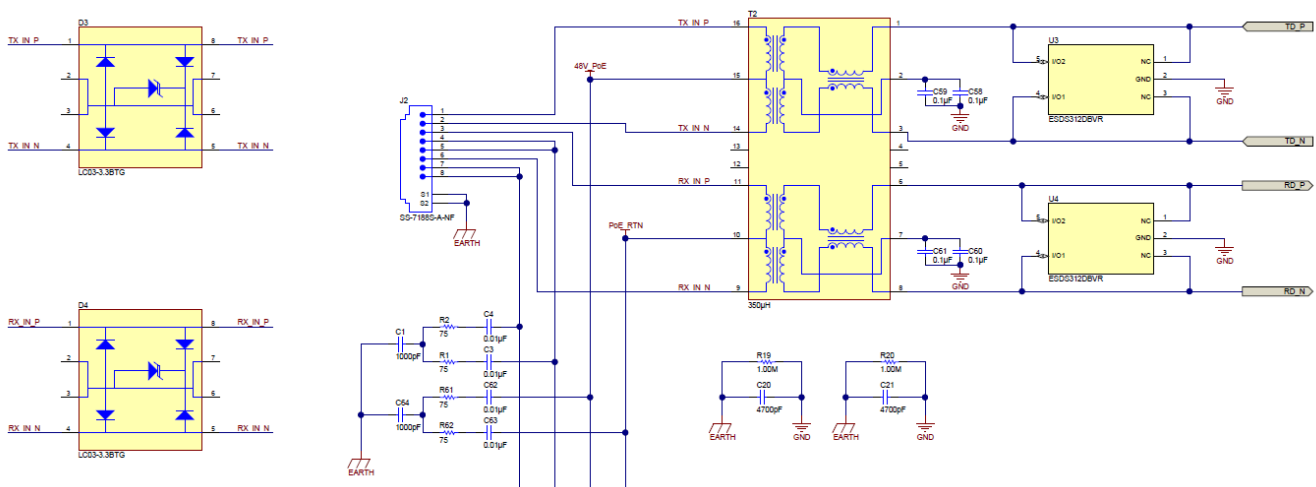 D3
TX_IN_P 1 8 TX_IN_P
2 7
3 6
TX_IN_N 4 5 TX_IN_N
LC03-3.3BTG
D4
RX_IN_P 1 8 RX_IN_P
2 7
3 6
RX_IN_N 4 5 RX_IN_N
LC03-3.3BTG
J2
1
2
3
4
5
6
7
8
S1
S2
SS-7188S-A-NF
EARTH
48V_PoE
PoE_RTN
TX_IN_P
TX_IN_N
RX_IN_P
RX_IN_N
T2
16 1
15 2
14 3
13 4
12 5
11 6
10 7
9 8
350µH
C59
0.1µF
C58
0.1µF
GND
C61
0.1µF
C60
0.1µF
GND
U3
5 I/O2 NC 1
GND 2
4 I/O1 NC 3
ESDS312DBVR
GND
TD_P
TD_N
U4
5 I/O2 NC 1
GND 2
4 I/O1 NC 3
ESDS312DBVR
GND
RD_P
RD_N
C1
1000pF
R2
75
C4
0.01µF
R1
75
C3
0.01µF
C64
1000pF
R61
75
C62
0.01µF
R62
75
C63
0.01µF
EARTH
R19
1.00M
C20
4700pF
EARTH
GND
R20
1.00M
C21
4700pF
EARTH
GND